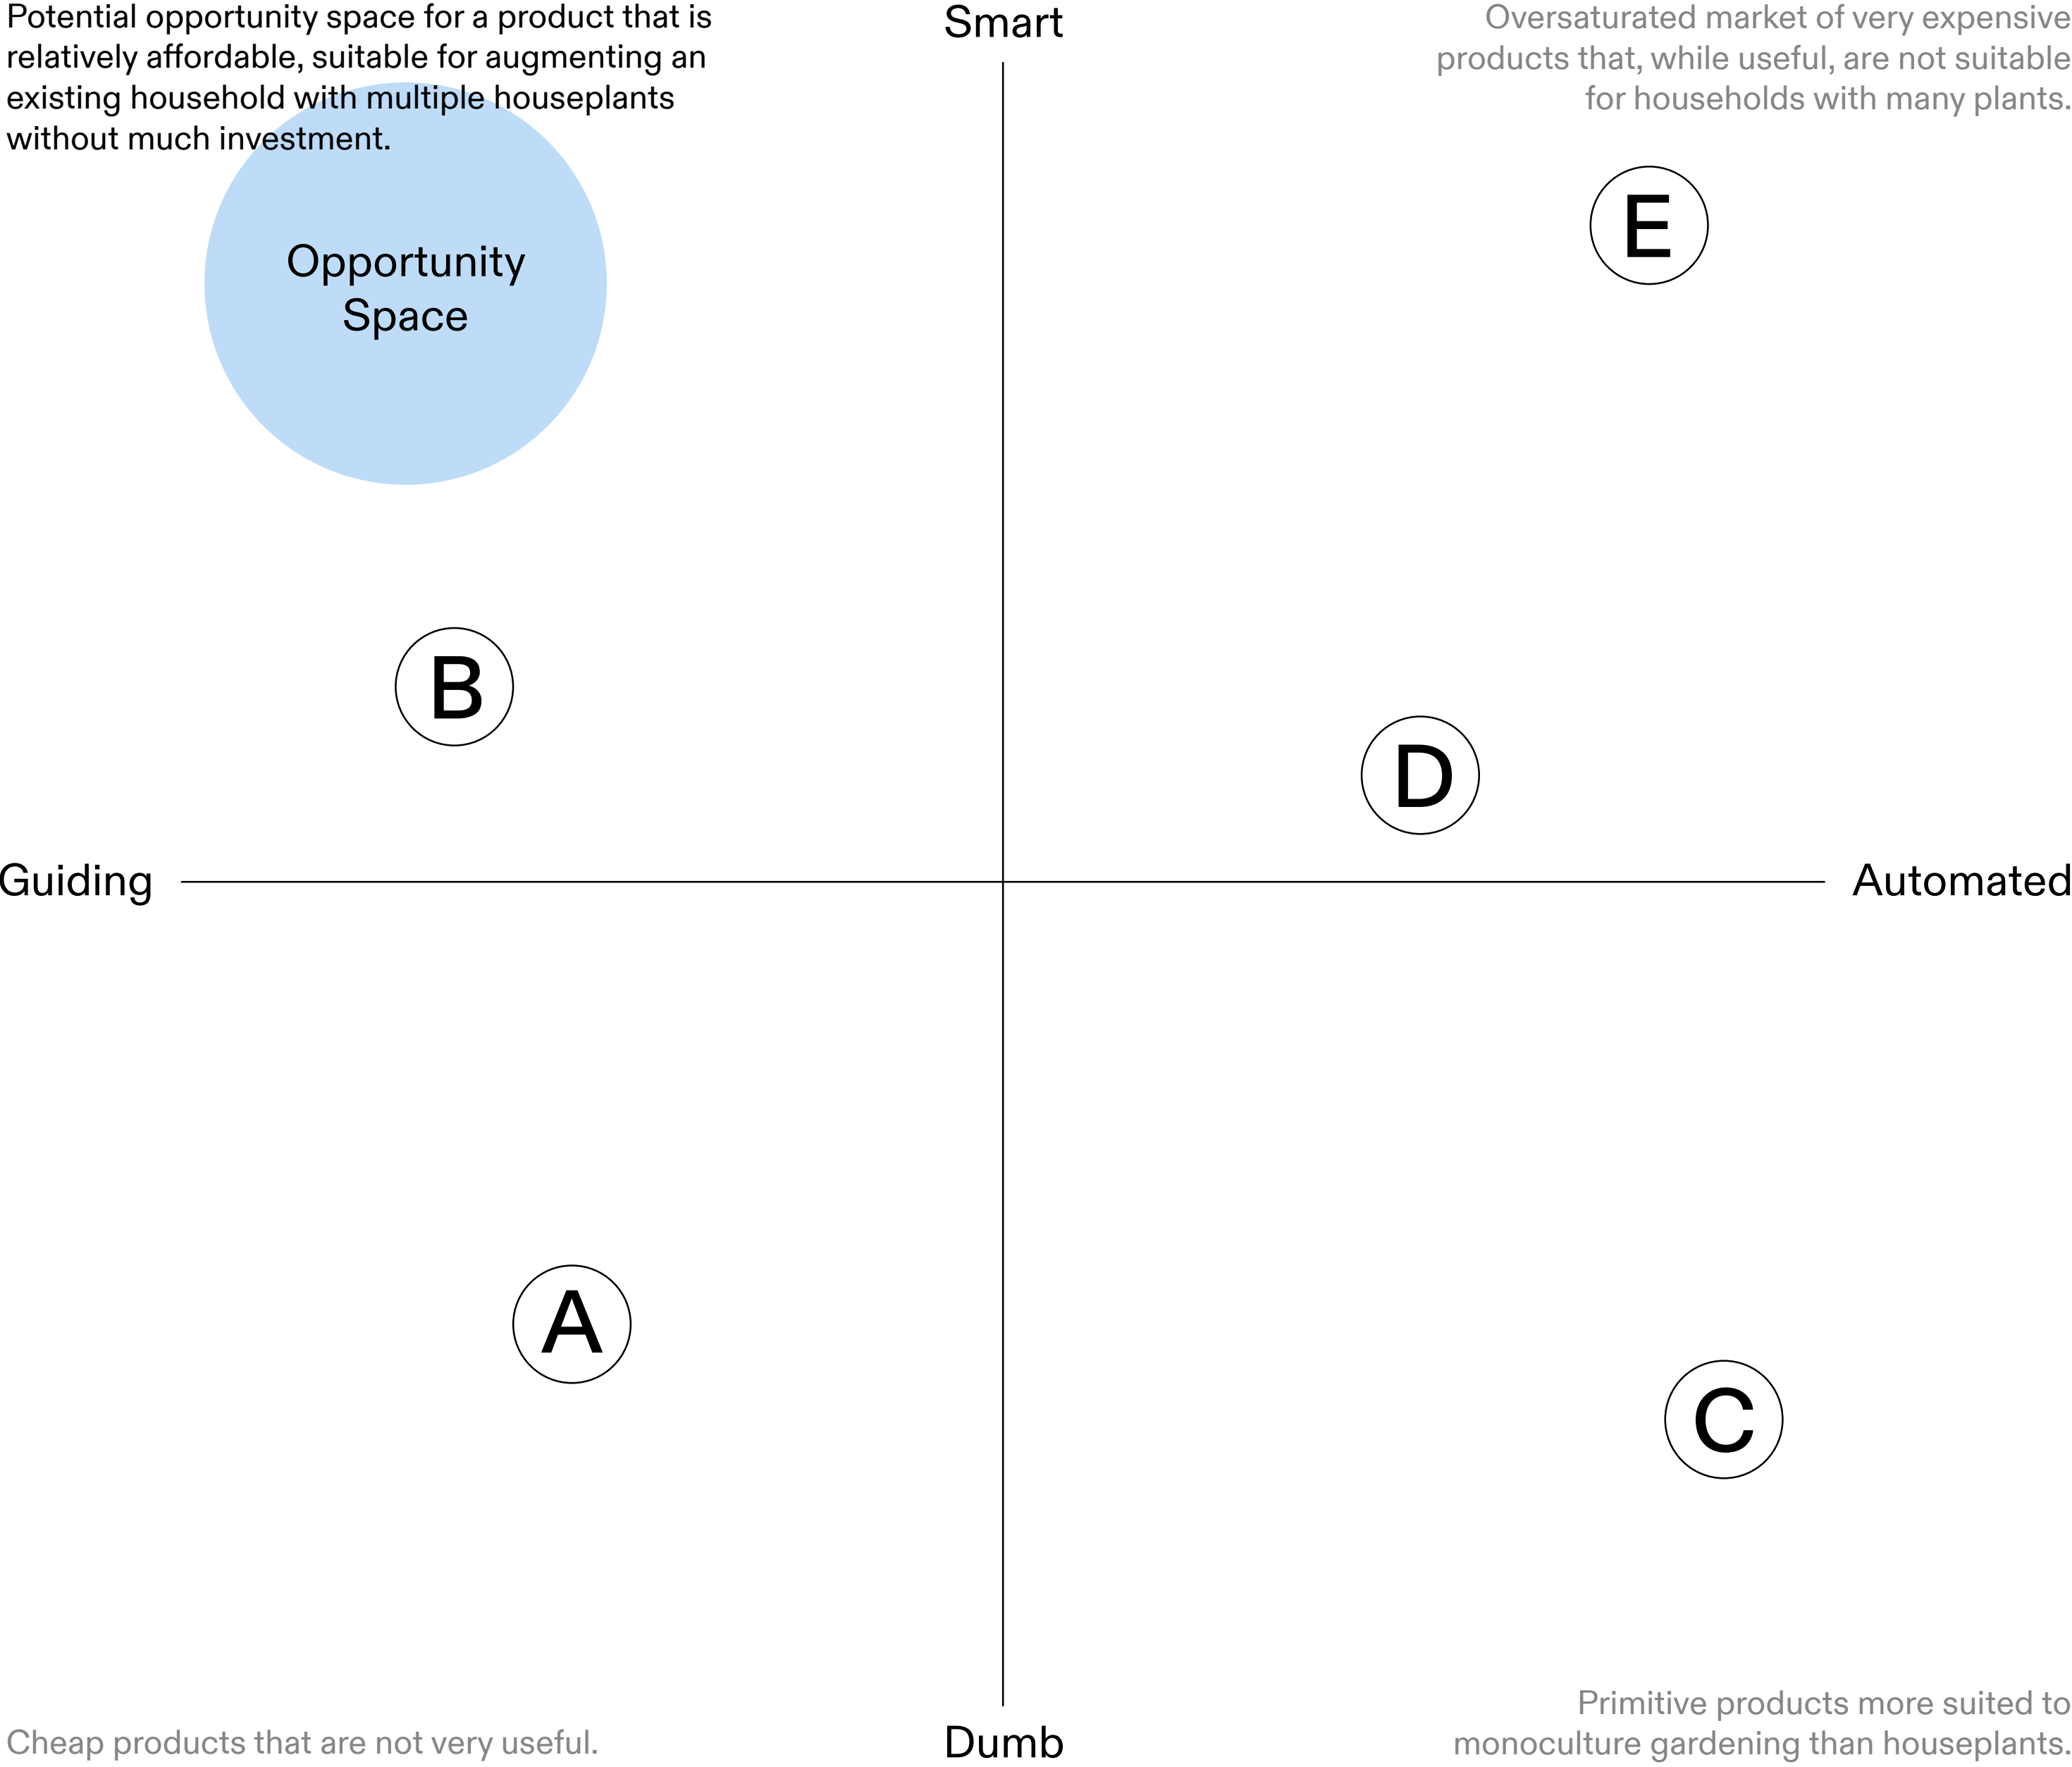 Potential opportunity space for a product that is
relatively affordable, suitable for augmenting an
existing household with multiple houseplants
without much investment.
Smart
Oversaturated market of very expensive
products that, while useful, are not suitable
for households with many plants.
E
Opportunity
Space
B
D
Guiding
Automated
A
C
Cheap products that are not very useful.
Dumb
Primitive products more suited to
monoculture gardening than houseplants.